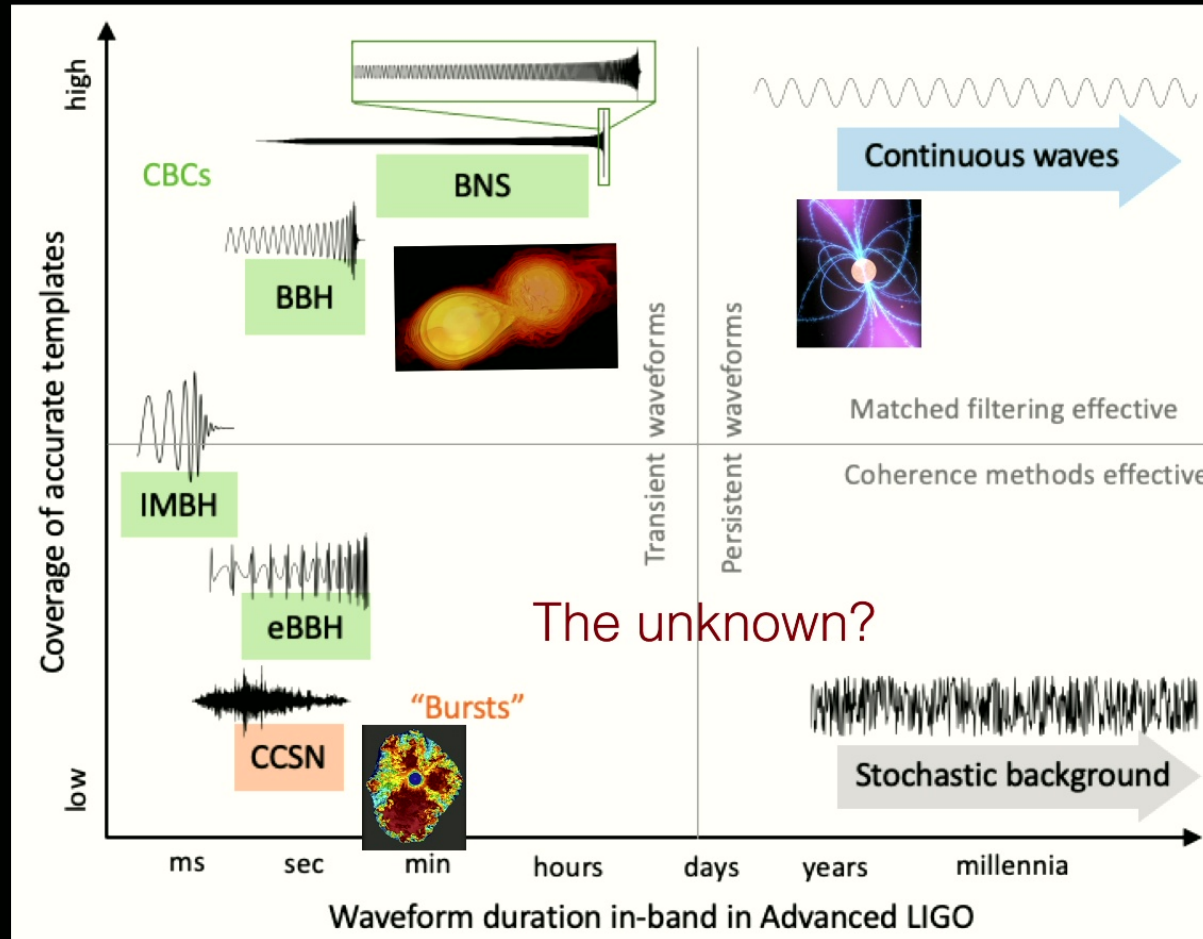 high
CBCs
BNS
Continuous waves
BBH
Coverage of accurate templates
Transient waveforms
Persistent waveforms
Matched filtering effective
Coherence methods effective
IMBH
eBBH
The unknown?
"Bursts"
CCSN
Stochastic background
low
ms sec min hours days years millennia
Waveform duration in-band in Advanced LIGO